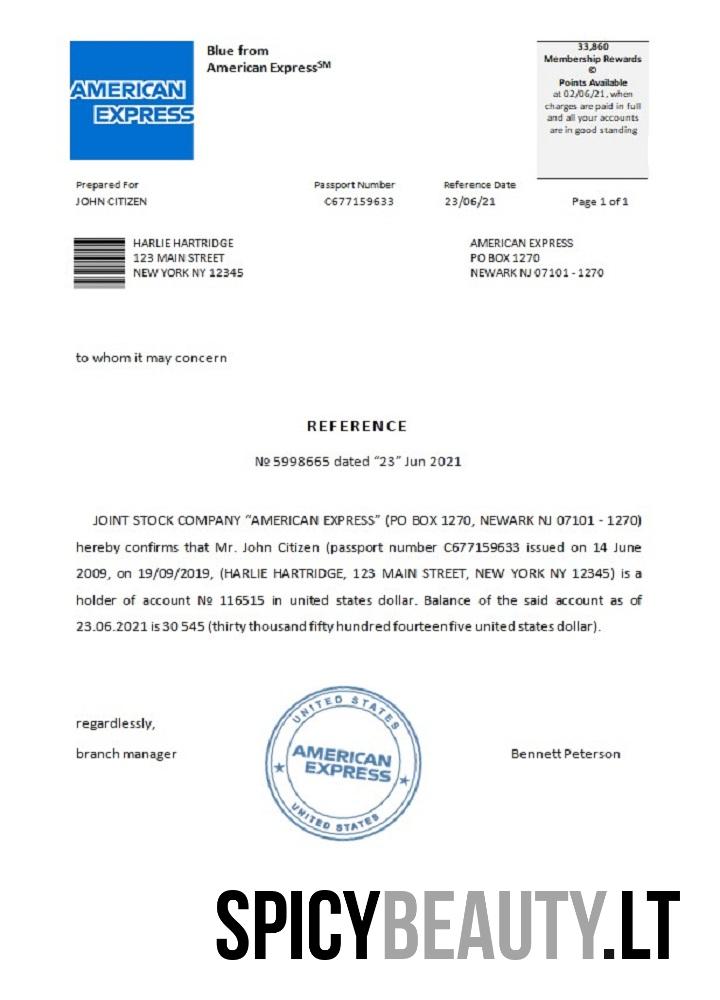 AMERICAN
EXPRESS
Blue from
American Express℠
33,860
Membership Rewards
©
Points Available
at 02/06/21, when
charges are paid in full
and all your accounts
are in good standing
Prepared For
JOHN CITIZEN
Passport Number
C677159633
Reference Date
23/06/21
Page 1 of 1
HARLIE HARTRIDGE
123 MAIN STREET
NEW YORK NY 12345
AMERICAN EXPRESS
PO BOX 1270
NEWARK NJ 07101 - 1270
to whom it may concern
REFERENCE
№ 5998665 dated “23” Jun 2021
JOINT STOCK COMPANY “AMERICAN EXPRESS” (PO BOX 1270, NEWARK NJ 07101 - 1270)
hereby confirms that Mr. John Citizen (passport number C677159633 issued on 14 June
2009, on 19/09/2019, (HARLIE HARTRIDGE, 123 MAIN STREET, NEW YORK NY 12345) is a
holder of account № 116515 in united states dollar. Balance of the said account as of
23.06.2021 is 30 545 (thirty thousand fifty hundred fourteen five united states dollar).
regardlessly,
branch manager
UNITED STATES
AMERICAN
EXPRESS
UNITED STATES
Bennett Peterson
SPICYBEAUTY.LT